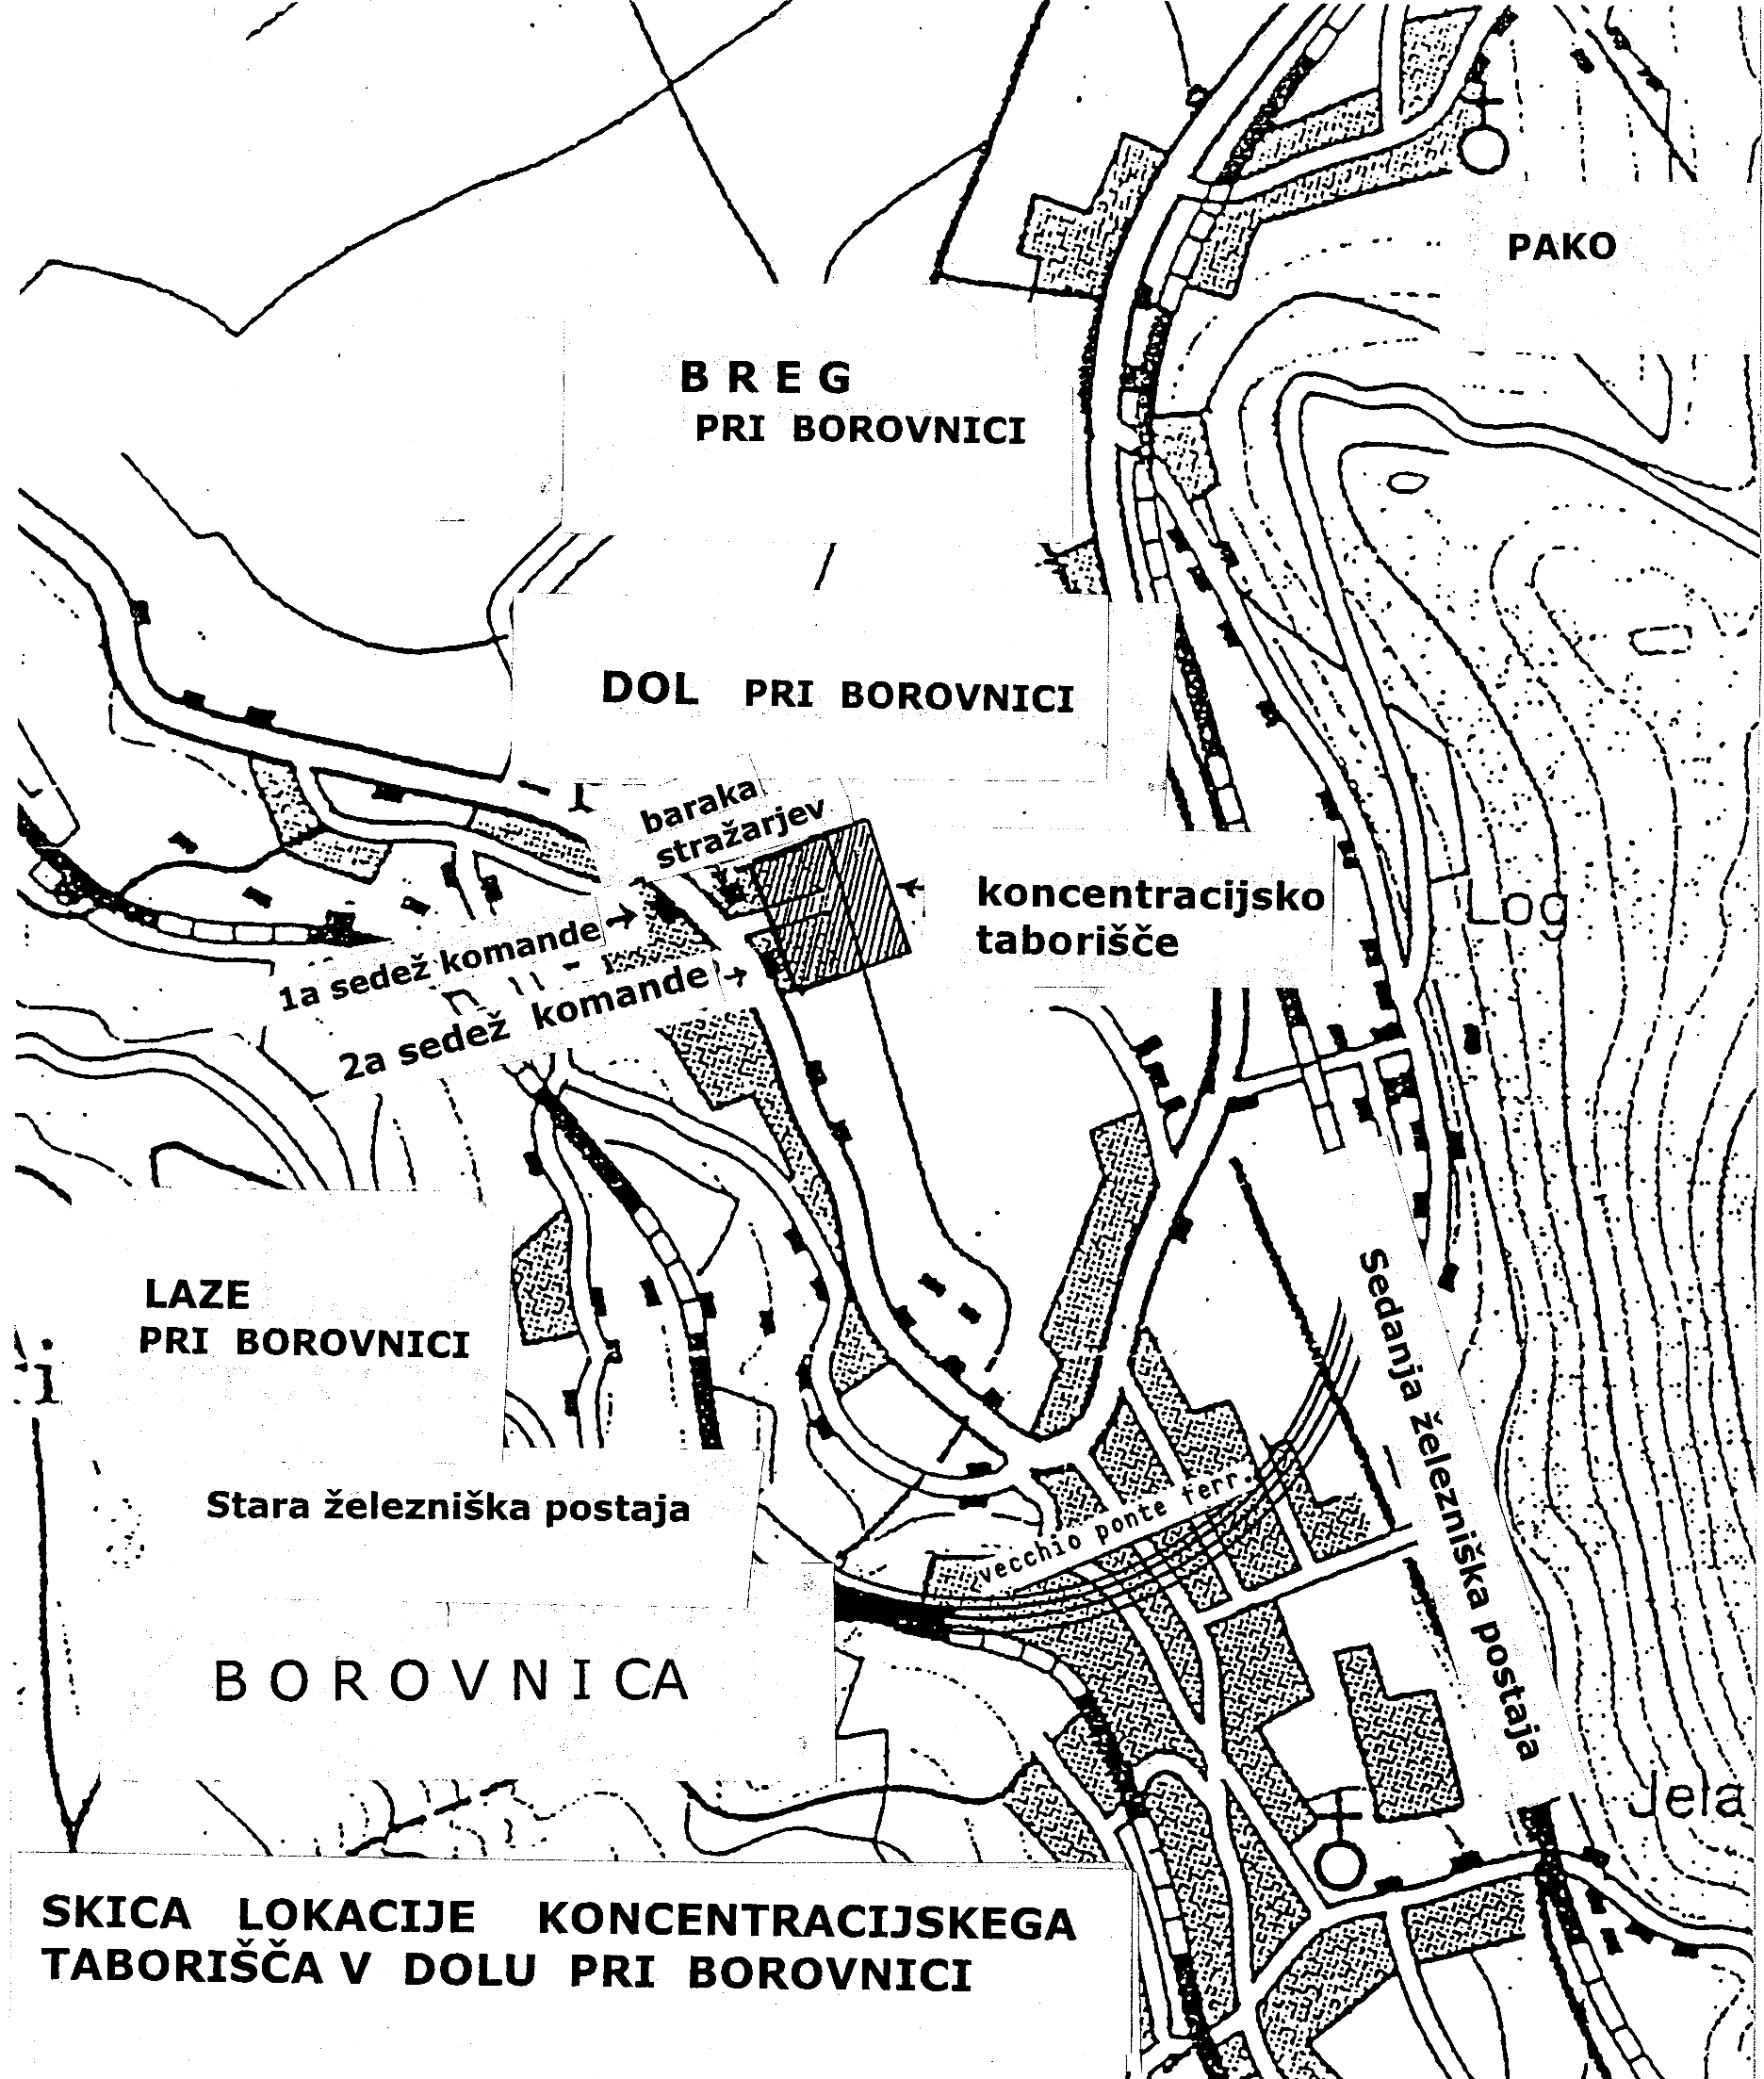 PAKO
B R E G
PRI BOROVNICI
DOL PRI BOROVNICI
baraka
stražarjev
koncentracijsko
taborišče
Log
1a sedež komande
2a sedež komande
LAZE
PRI BOROVNICI
Sedanja železniška postaja
Stara železniška postaja
vecchio ponte ferr.
B O R O V N I CA
Jela
SKICA LOKACIJE KONCENTRACIJSKEGA
TABORIŠČA V DOLU PRI BOROVNICI